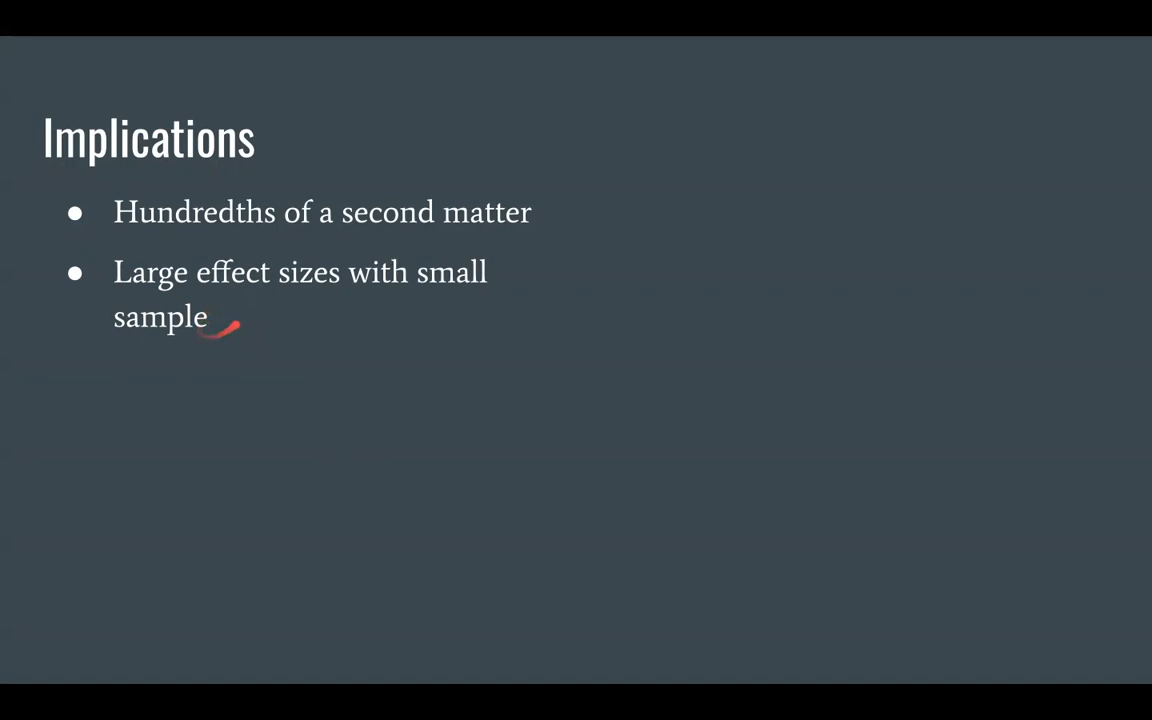 Implications
● Hundredths of a second matter
● Large effect sizes with small
sample